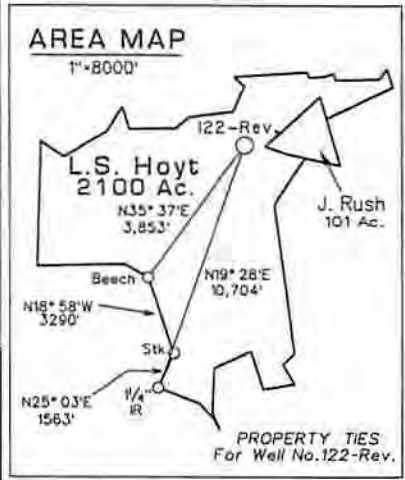 AREA MAP
1"=8000'
122-Rev.
L.S. Hoyt
2100 Ac.
J. Rush
101 Ac.
N35° 37'E
3,853'
N19° 28'E
10,704'
Beech
N18° 58'W
3290'
Stk.
N25° 03'E
1563'
1¼"
IR
PROPERTY TIES
For Well No.122-Rev.